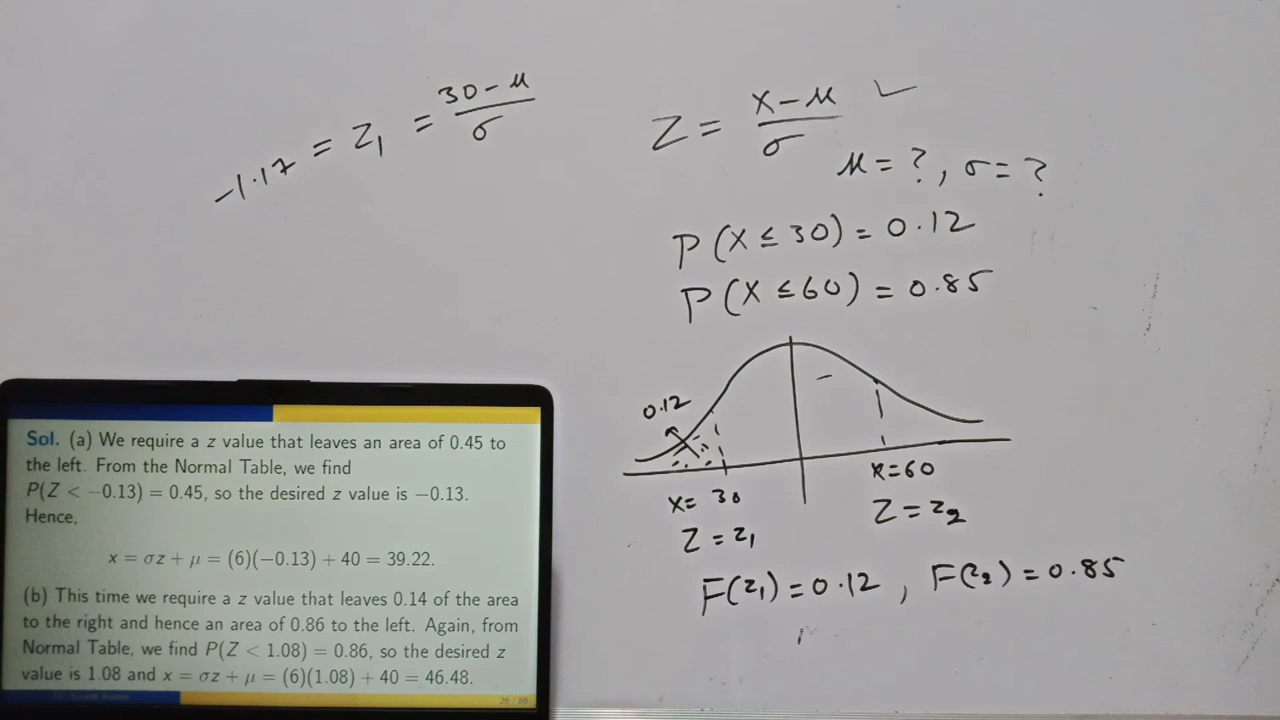 -1.17 = Z₁ = (30 - μ)/σ
Z = (X - μ)/σ ✓
μ = ?, σ = ?
P(X ≤ 30) = 0.12
P(X ≤ 60) = 0.85
0.12
X = 30
Z = z₁
X = 60
Z = z₂
F(z₁) = 0.12 , F(z₂) = 0.85
Sol. (a) We require a z value that leaves an area of 0.45 to
the left. From the Normal Table, we find
P(Z < −0.13) = 0.45, so the desired z value is −0.13.
Hence,
x = σz + μ = (6)(−0.13) + 40 = 39.22.
(b) This time we require a z value that leaves 0.14 of the area
to the right and hence an area of 0.86 to the left. Again, from
Normal Table, we find P(Z < 1.08) = 0.86, so the desired z
value is 1.08 and x = σz + μ = (6)(1.08) + 40 = 46.48.